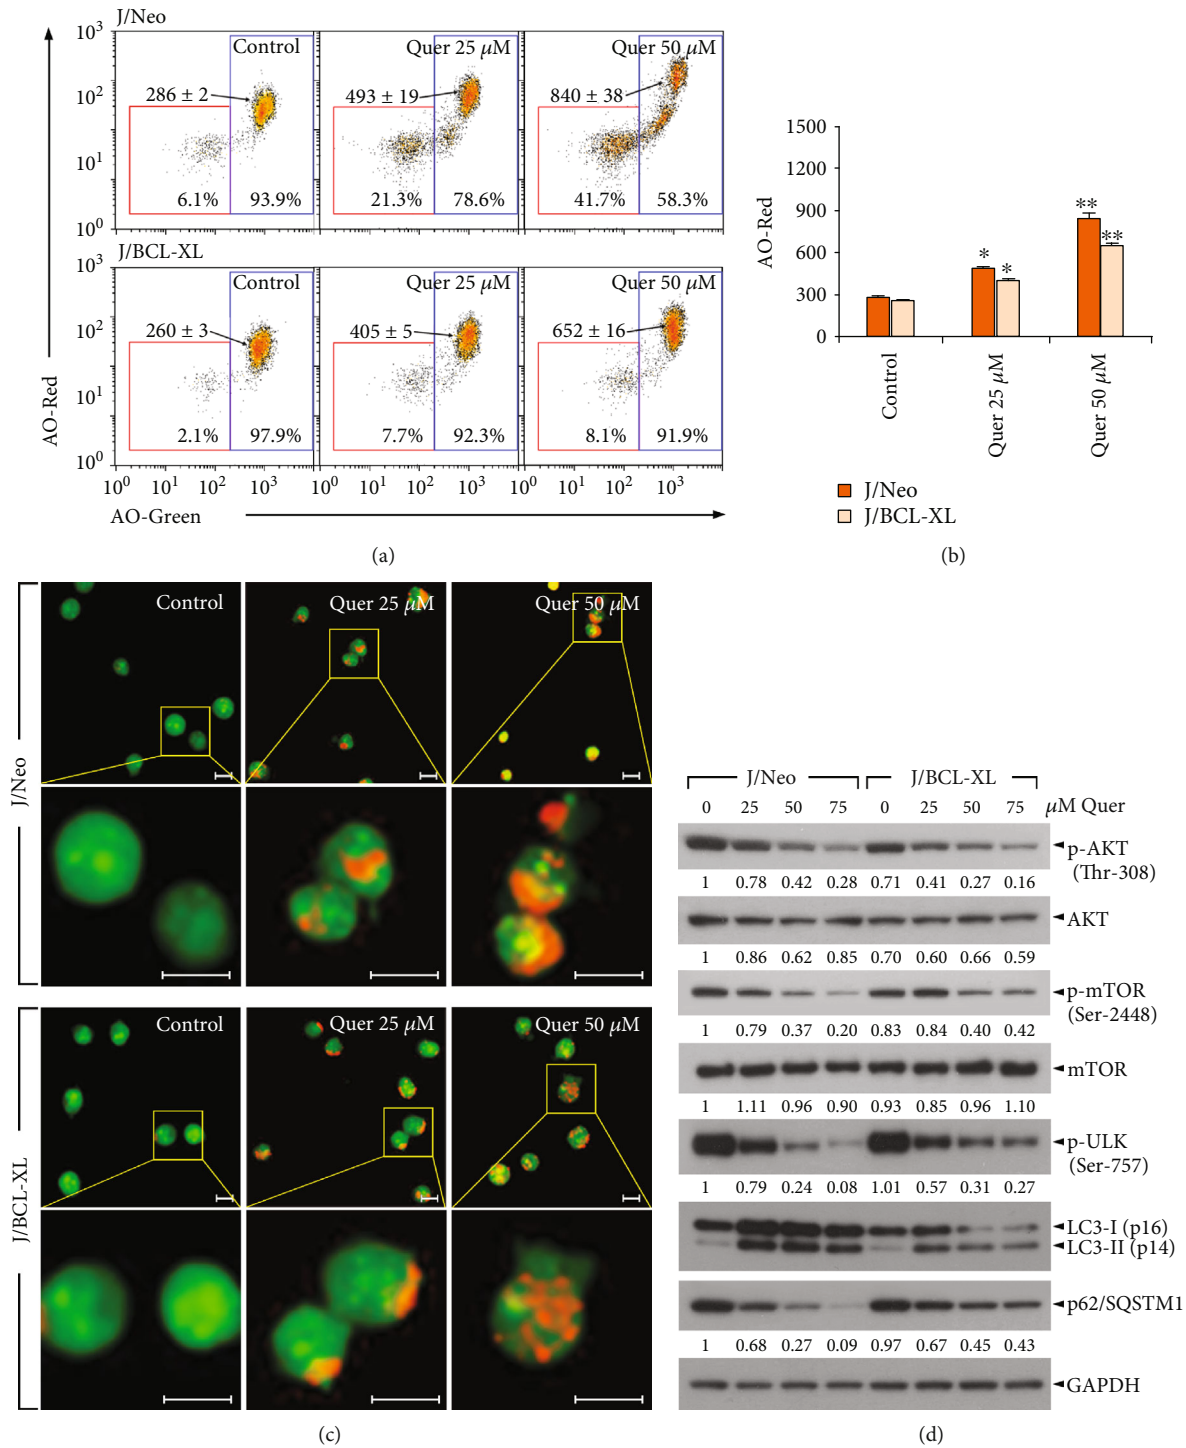 J/Neo
10³
10²
10¹
10⁰
Control
286 ± 2
6.1%
93.9%
Quer 25 μM
493 ± 19
21.3%
78.6%
Quer 50 μM
840 ± 38
41.7%
58.3%
J/BCL-XL
10³
10²
10¹
10⁰
Control
260 ± 3
2.1%
97.9%
Quer 25 μM
405 ± 5
7.7%
92.3%
Quer 50 μM
652 ± 16
8.1%
91.9%
10⁰ 10¹ 10² 10³ 10⁰ 10¹ 10² 10³ 10⁰ 10¹ 10² 10³
AO-Red
AO-Green
(a)
1500
1200
900
600
300
0
AO-Red
* *
** **
Control
Quer 25 μM
Quer 50 μM
J/Neo
J/BCL-XL
(b)
J/Neo
Control
Quer 25 μM
Quer 50 μM
J/BCL-XL
Control
Quer 25 μM
Quer 50 μM
(c)
J/Neo J/BCL-XL
0 25 50 75 0 25 50 75 μM Quer
p-AKT
(Thr-308)
1 0.78 0.42 0.28 0.71 0.41 0.27 0.16
AKT
1 0.86 0.62 0.85 0.70 0.60 0.66 0.59
p-mTOR
(Ser-2448)
1 0.79 0.37 0.20 0.83 0.84 0.40 0.42
mTOR
1 1.11 0.96 0.90 0.93 0.85 0.96 1.10
p-ULK
(Ser-757)
1 0.79 0.24 0.08 1.01 0.57 0.31 0.27
LC3-I (p16)
LC3-II (p14)
p62/SQSTM1
1 0.68 0.27 0.09 0.97 0.67 0.45 0.43
GAPDH
(d)